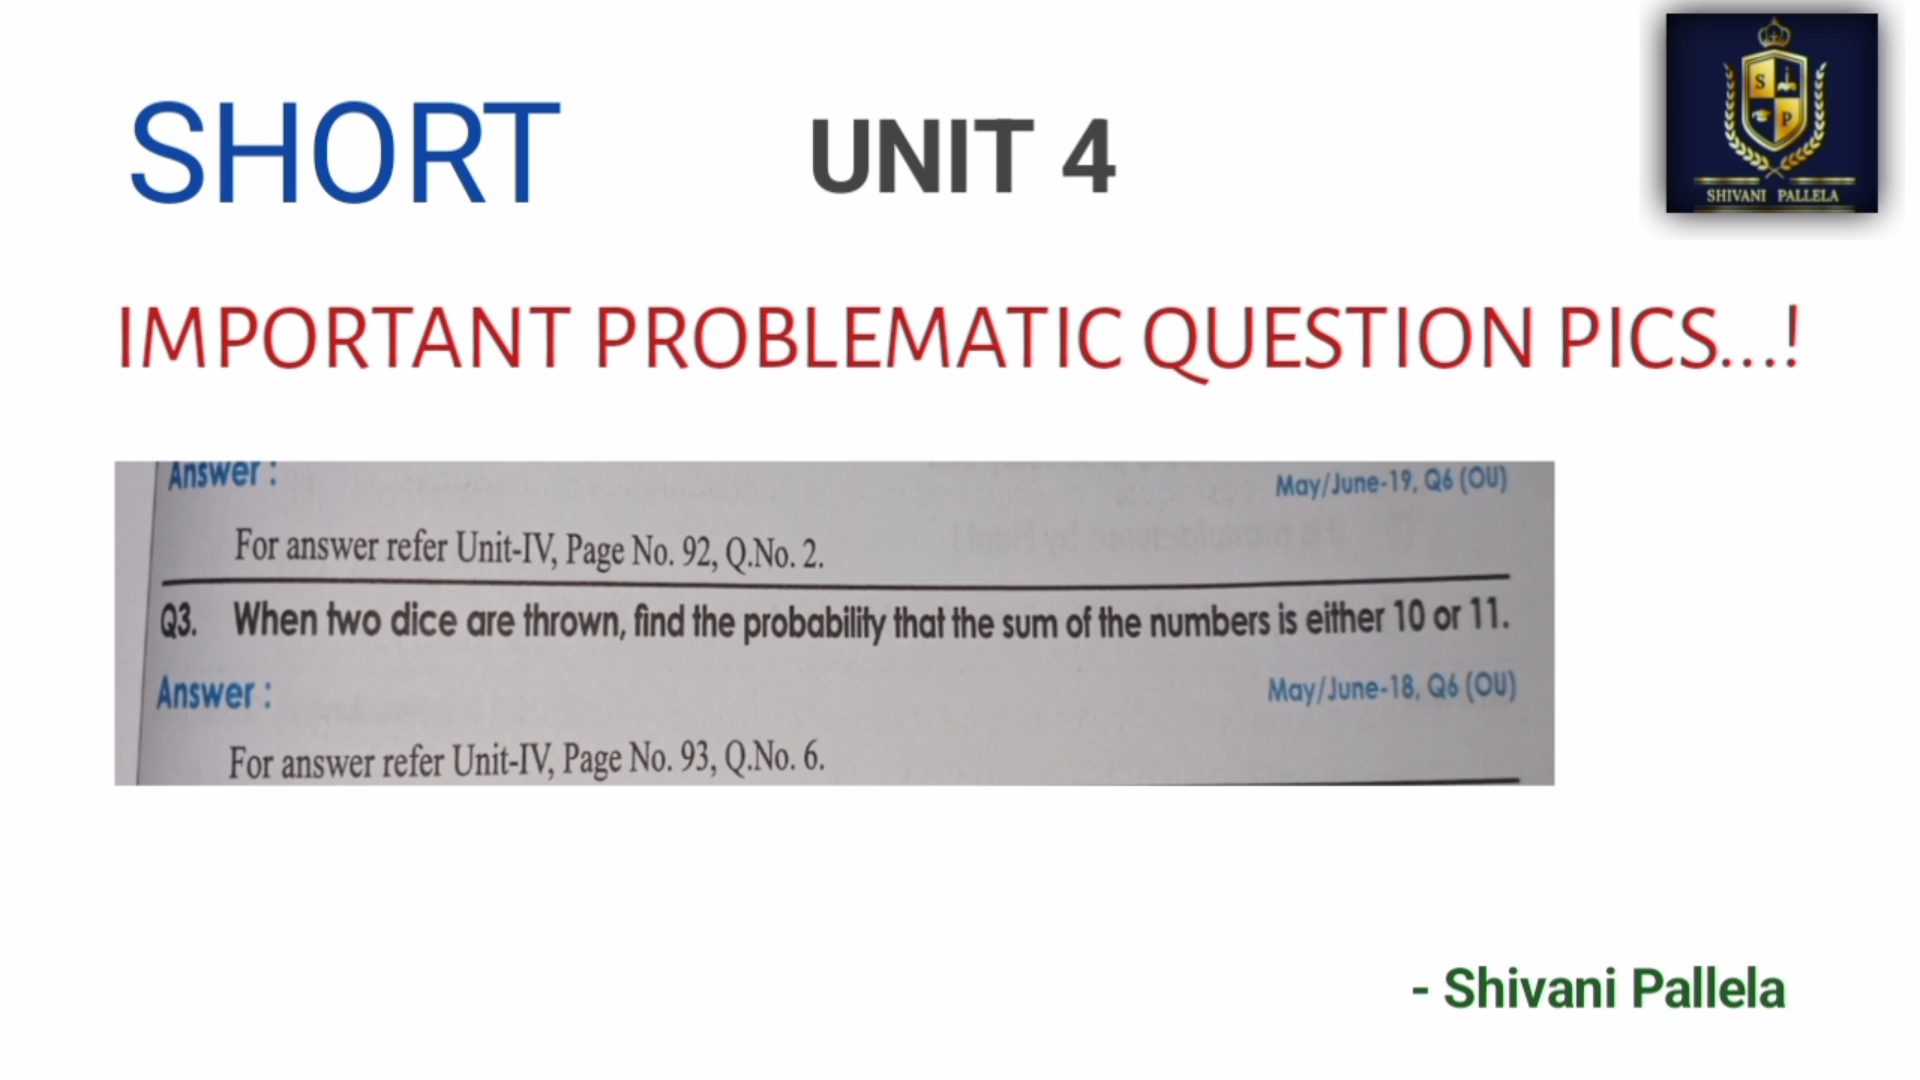 SHORT
UNIT 4
S
P
SHIVANI PALLELA
IMPORTANT PROBLEMATIC QUESTION PICS...!
Answer :
May/June-19, Q6 (OU)
For answer refer Unit-IV, Page No. 92, Q.No. 2.
Q3. When two dice are thrown, find the probability that the sum of the numbers is either 10 or 11.
Answer :
May/June-18, Q6 (OU)
For answer refer Unit-IV, Page No. 93, Q.No. 6.
- Shivani Pallela